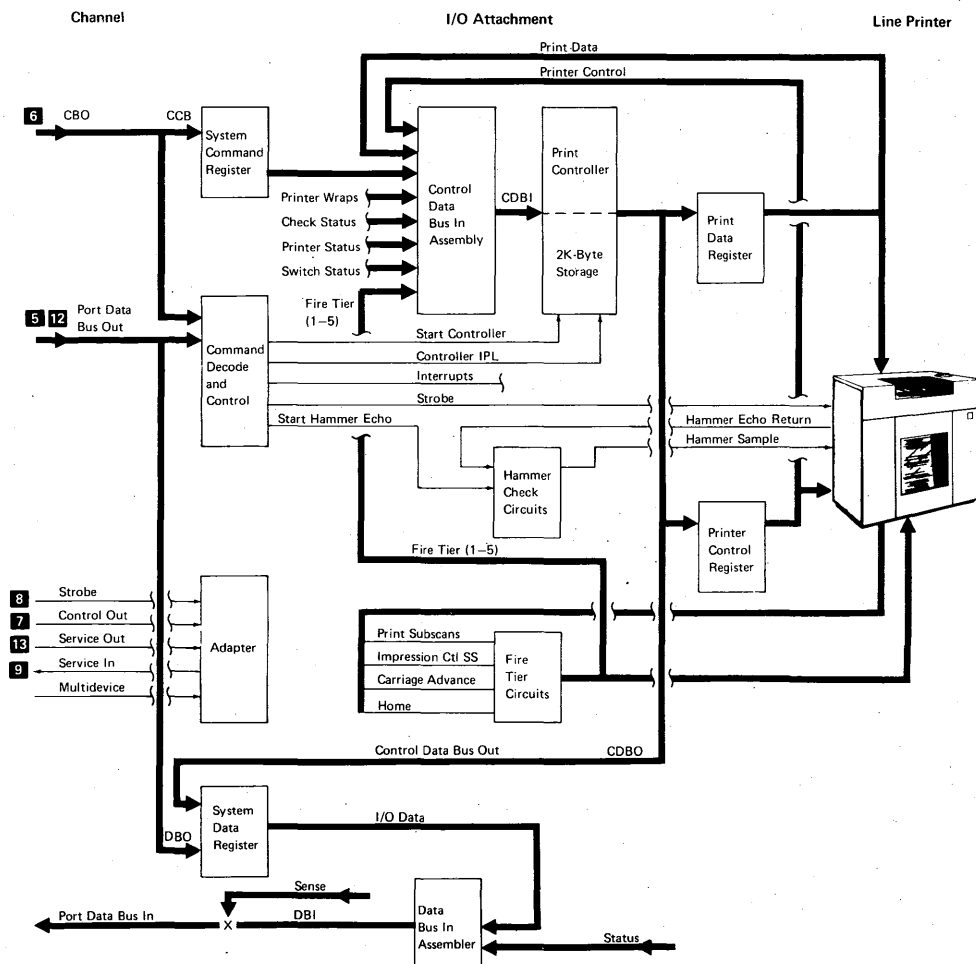 Channel
I/O Attachment
Line Printer
Print Data
Printer Control
6
CBO
CCB
System
Command
Register
Control
Data
Bus In
Assembly
CDBI
Print
Controller
2K-Byte
Storage
Print
Data
Register
Printer Wraps
Check Status
Printer Status
Switch Status
Fire Tier
(1–5)
5 12 Port Data
Bus Out
Command
Decode
and
Control
Start Controller
Controller IPL
Interrupts
Strobe
Start Hammer Echo
Hammer Echo Return
Hammer Sample
Hammer
Check
Circuits
Printer
Control
Register
Fire Tier (1–5)
8 Strobe
7 Control Out
13 Service Out
9 Service In
Multidevice
Adapter
Print Subscans
Impression Ctl SS
Carriage Advance
Home
Fire
Tier
Circuits
Control Data Bus Out
CDBO
System
Data
Register
DBO
I/O Data
Sense
Port Data Bus In
X
DBI
Data
Bus In
Assembler
Status